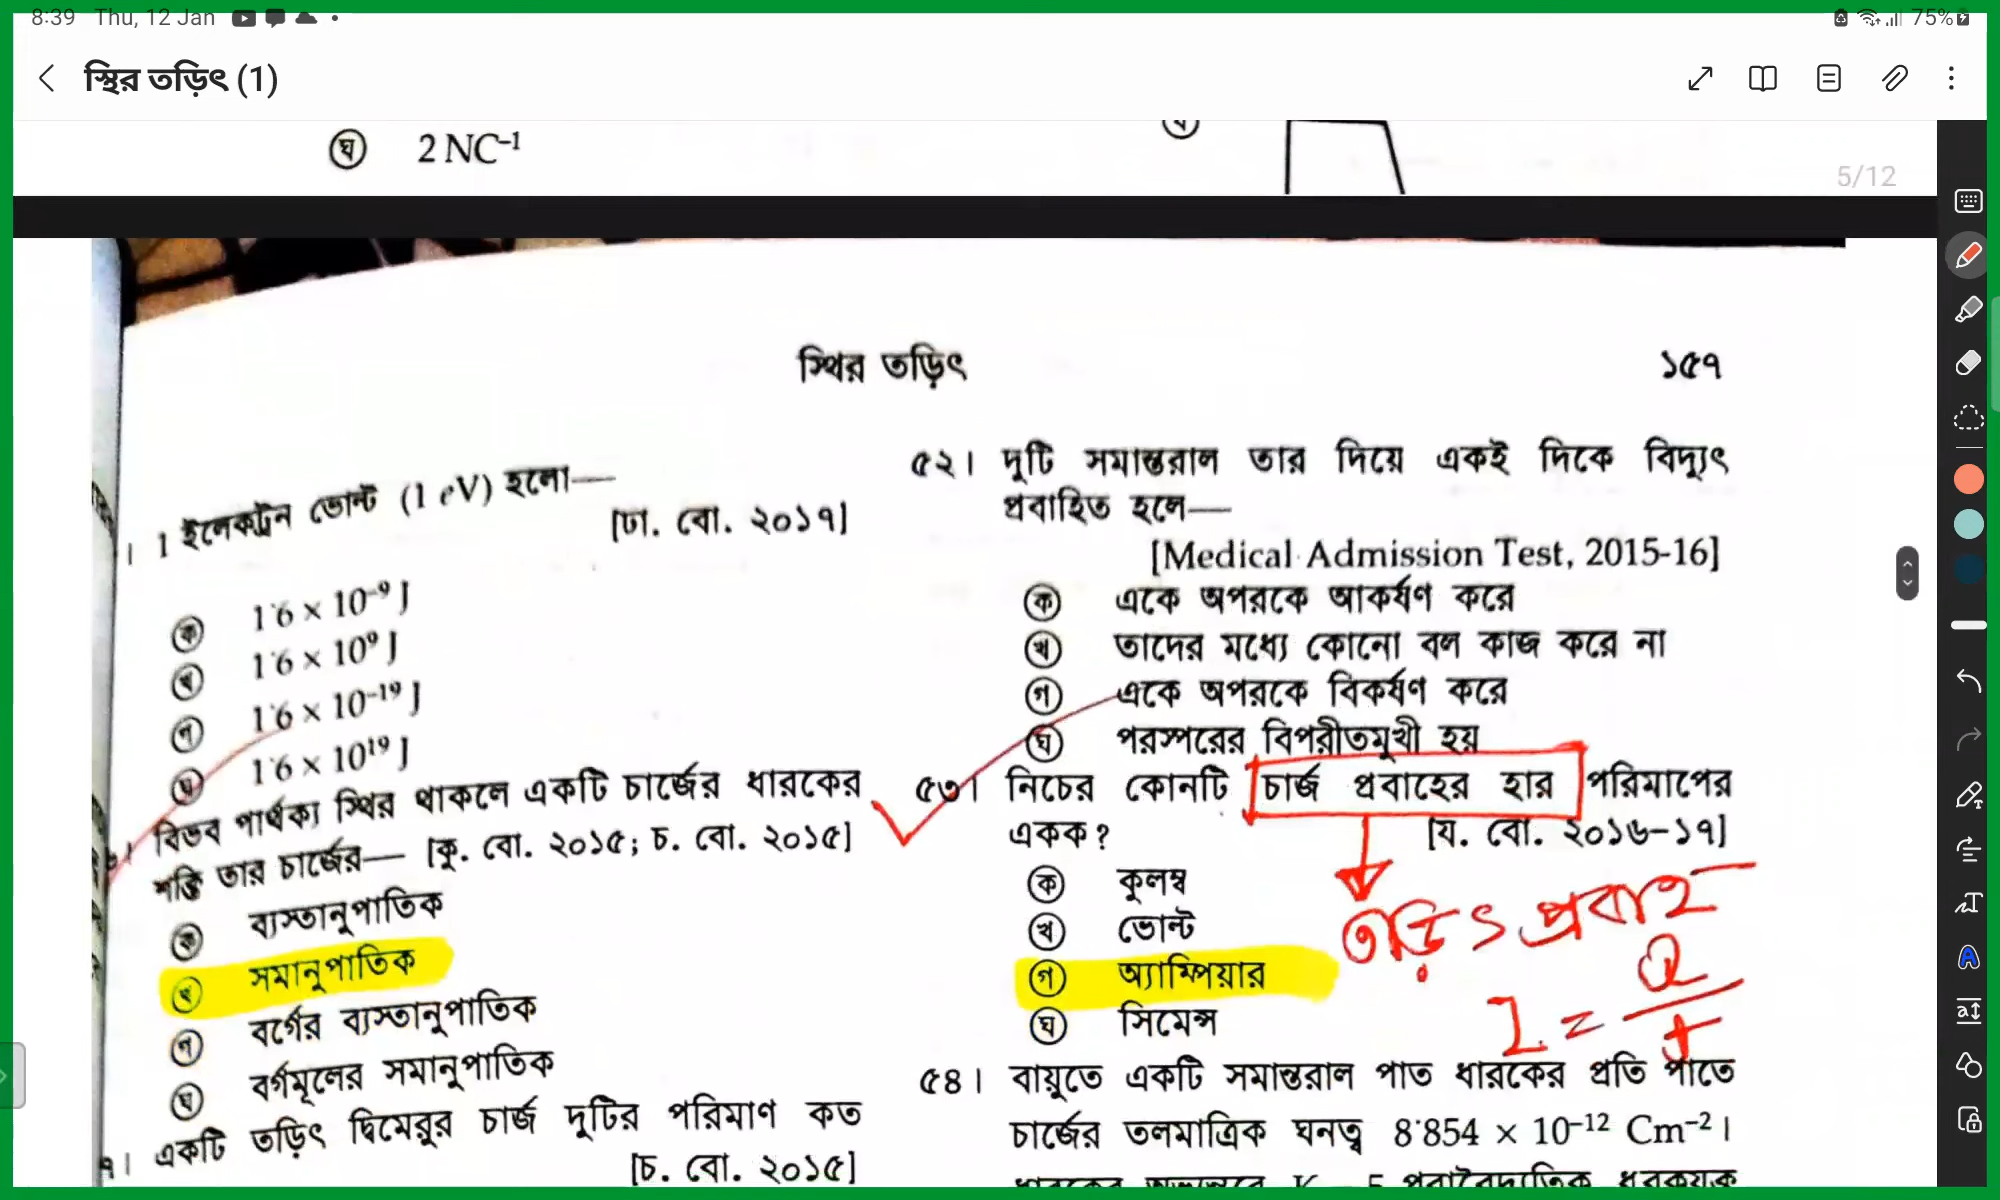 8:39 Thu, 12 Jan
75%
স্থির তড়িৎ (1)
ঘ 2 NC⁻¹
5/12
স্থির তড়িৎ
১৫৭
। 1 ইলেকট্রন ভোল্ট (1 eV) হলো—
[ঢা. বো. ২০১৭]
ক 1·6 × 10⁻⁹ J
খ 1·6 × 10⁹ J
গ 1·6 × 10⁻¹⁹ J
ঘ 1·6 × 10¹⁹ J
। বিভব পার্থক্য স্থির থাকলে একটি চার্জের ধারকের
শক্তি তার চার্জের— [কু. বো. ২০১৫; চ. বো. ২০১৫]
ক ব্যস্তানুপাতিক
খ সমানুপাতিক
গ বর্গের ব্যস্তানুপাতিক
ঘ বর্গমূলের সমানুপাতিক
৭। একটি তড়িৎ দ্বিমেরুর চার্জ দুটির পরিমাণ কত
[চ. বো. ২০১৫]
৫২। দুটি সমান্তরাল তার দিয়ে একই দিকে বিদ্যুৎ
প্রবাহিত হলে—
[Medical Admission Test, 2015-16]
ক একে অপরকে আকর্ষণ করে
খ তাদের মধ্যে কোনো বল কাজ করে না
গ একে অপরকে বিকর্ষণ করে
ঘ পরস্পরের বিপরীতমুখী হয়
৫৩। নিচের কোনটি চার্জ প্রবাহের হার পরিমাপের
একক? [য. বো. ২০১৬–১৭]
ক কুলম্ব
খ ভোল্ট
গ অ্যাম্পিয়ার
ঘ সিমেন্স
তড়িৎ প্রবাহ
I = Q/t
৫৪। বায়ুতে একটি সমান্তরাল পাত ধারকের প্রতি পাতে
চার্জের তলমাত্রিক ঘনত্ব 8·854 × 10⁻¹² Cm⁻²।